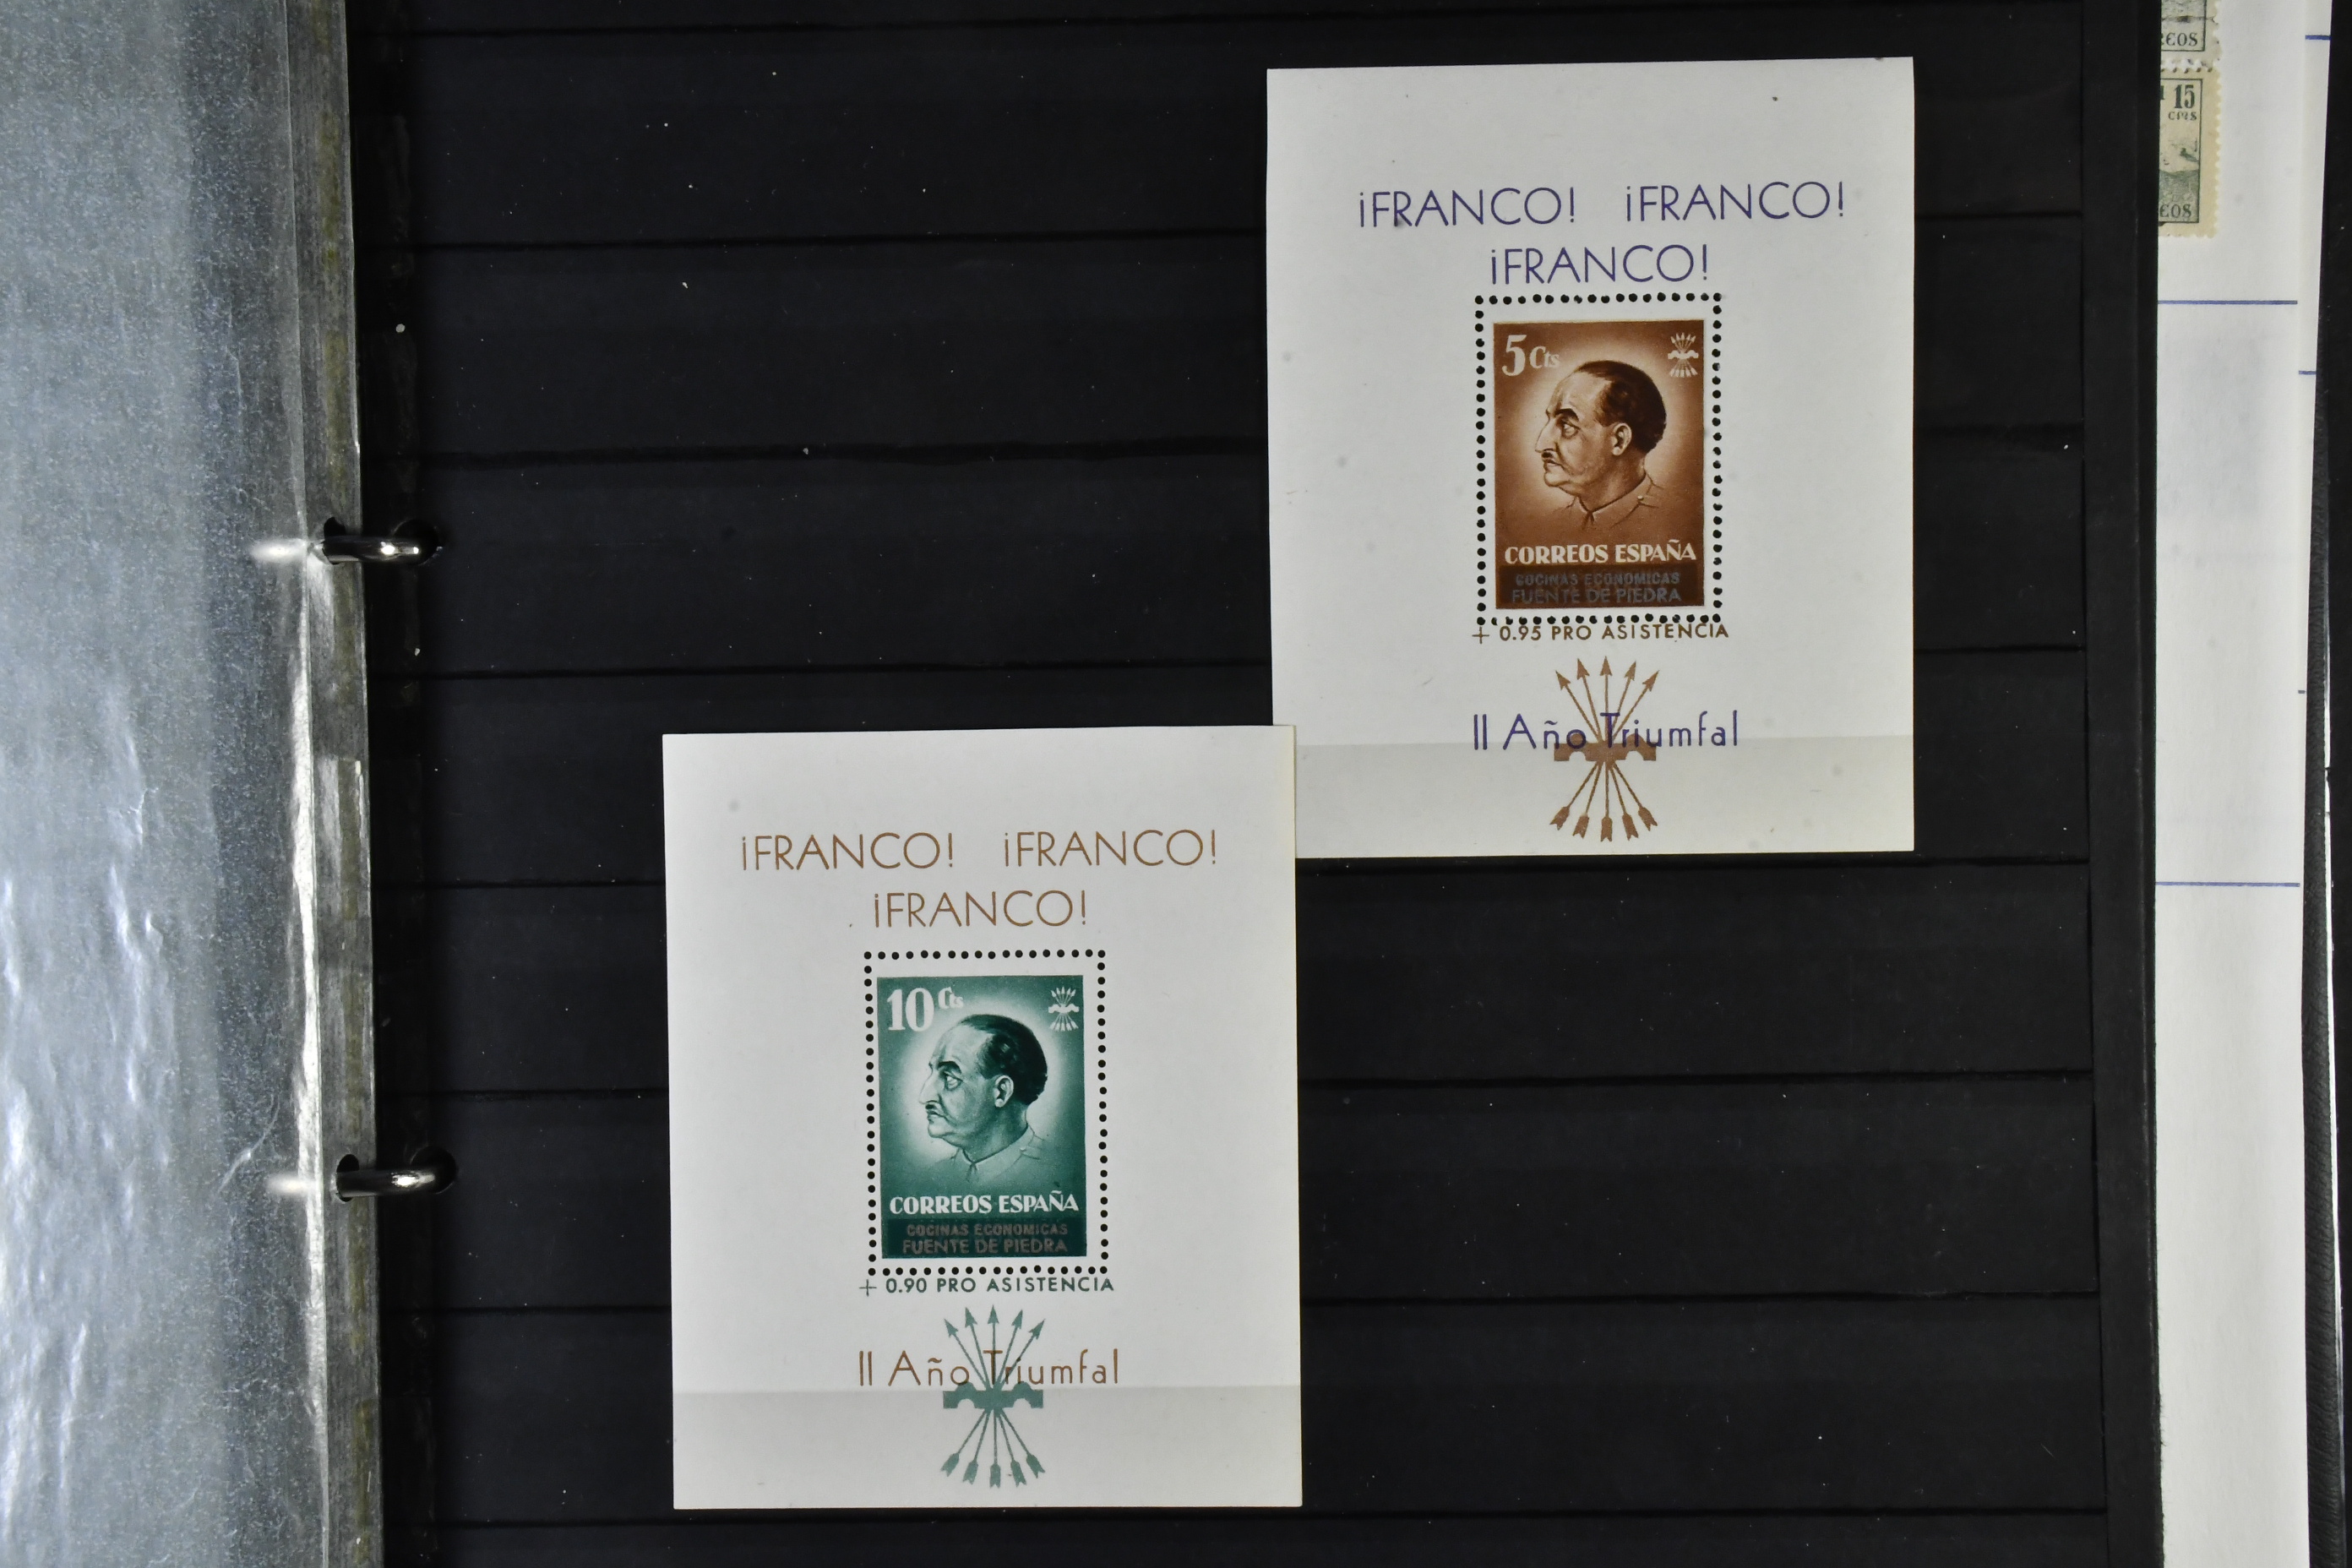 ¡FRANCO! ¡FRANCO!
¡FRANCO!
5 Cts
CORREOS ESPAÑA
COCINAS ECONOMICAS
FUENTE DE PIEDRA
+ 0.95 PRO ASISTENCIA
II Año Triumfal
¡FRANCO! ¡FRANCO!
¡FRANCO!
10 Cts
CORREOS ESPAÑA
COCINAS ECONOMICAS
FUENTE DE PIEDRA
+ 0.90 PRO ASISTENCIA
II Año Triumfal
15
CTS